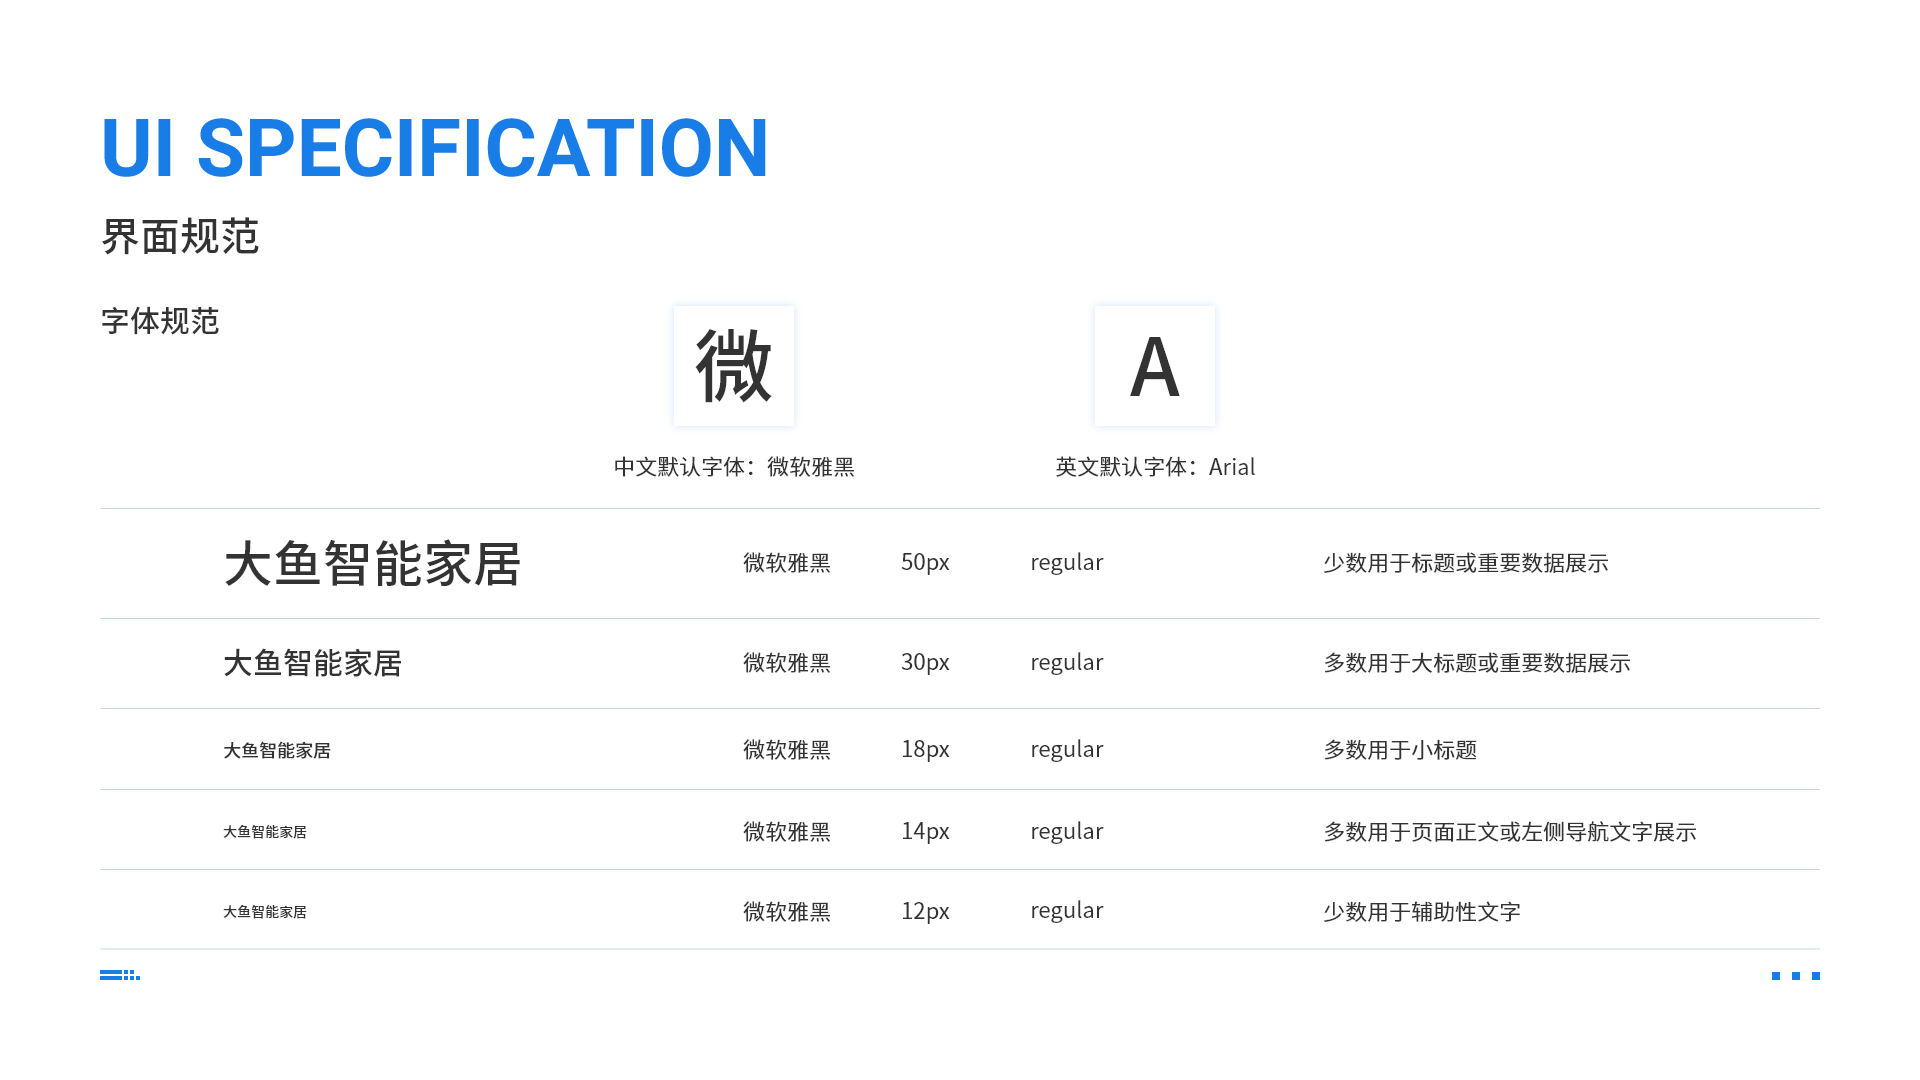 UI SPECIFICATION
界面规范
字体规范
微
A
中文默认字体：微软雅黑
英文默认字体：Arial
大鱼智能家居 微软雅黑 50px regular 少数用于标题或重要数据展示
大鱼智能家居 微软雅黑 30px regular 多数用于大标题或重要数据展示
大鱼智能家居 微软雅黑 18px regular 多数用于小标题
大鱼智能家居 微软雅黑 14px regular 多数用于页面正文或左侧导航文字展示
大鱼智能家居 微软雅黑 12px regular 少数用于辅助性文字